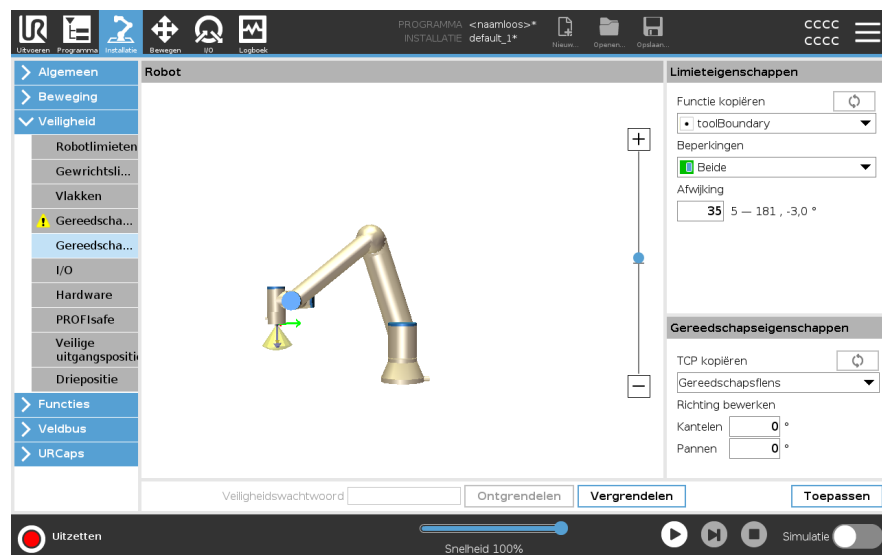 PROGRAMMA <naamloos>*
INSTALLATIE default_1*
CCCC
CCCC
Uitvoeren Programma Installatie Bewegen I/O Logboek Nieuw... Openen... Opslaan...
Algemeen
Beweging
Veiligheid
Robotlimieten
Gewrichtsli...
Vlakken
Gereedscha...
Gereedscha...
I/O
Hardware
PROFIsafe
Veilige
uitgangspositi
Driepositie
Functies
Veldbus
URCaps
Robot
Limieteigenschappen
Functie kopiëren
toolBoundary
Beperkingen
Beide
Afwijking
35 5 — 181 , -3,0 °
Gereedschapseigenschappen
TCP kopiëren
Gereedschapsflens
Richting bewerken
Kantelen 0 °
Pannen 0 °
Veiligheidswachtwoord Ontgrendelen Vergrendelen Toepassen
Uitzetten
Snelheid 100%
Simulatie